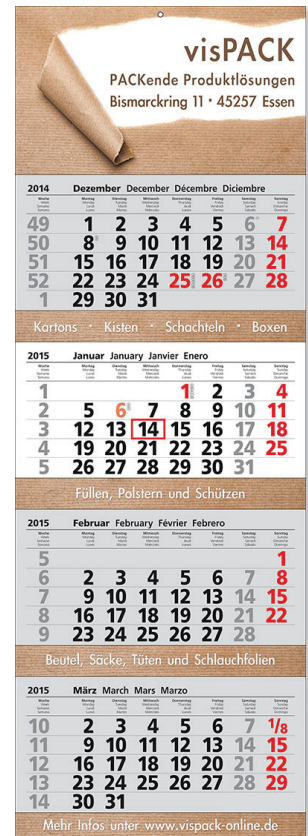 visPACK
PACKende Produktlösungen
Bismarckring 11 · 45257 Essen
2014 Dezember December Décembre Diciembre
49 1 2 3 4 5 6 7
50 8 9 10 11 12 13 14
51 15 16 17 18 19 20 21
52 22 23 24 25 26 27 28
1 29 30 31
Kartons · Kisten · Schachteln · Boxen
2015 Januar January Janvier Enero
1 1 2 3 4
2 5 6 7 8 9 10 11
3 12 13 14 15 16 17 18
4 19 20 21 22 23 24 25
5 26 27 28 29 30 31
Füllen, Polstern und Schützen
2015 Februar February Février Febrero
5 1
6 2 3 4 5 6 7 8
7 9 10 11 12 13 14 15
8 16 17 18 19 20 21 22
9 23 24 25 26 27 28
Beutel, Säcke, Tüten und Schlauchfolien
2015 März March Mars Marzo
10 2 3 4 5 6 7 1/8
11 9 10 11 12 13 14 15
12 16 17 18 19 20 21 22
13 23 24 25 26 27 28 29
14 30 31
Mehr Infos unter www.vispack-online.de